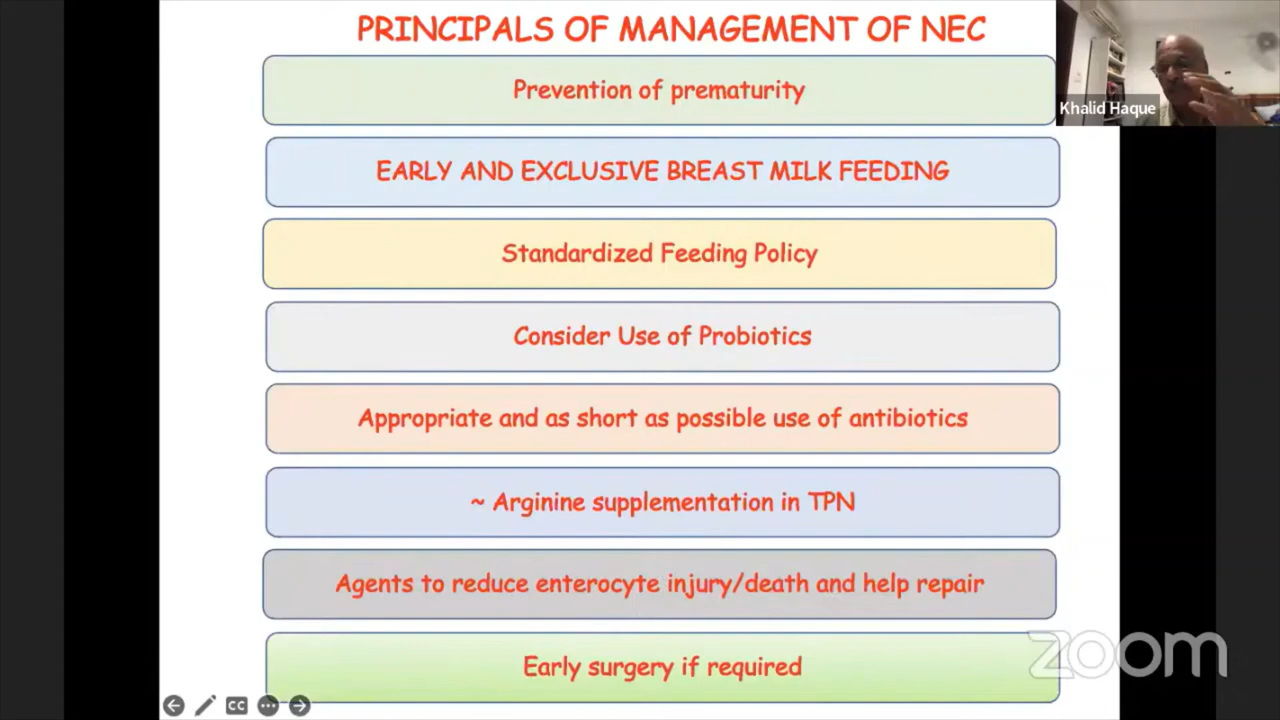 PRINCIPALS OF MANAGEMENT OF NEC
Prevention of prematurity
Khalid Haque
EARLY AND EXCLUSIVE BREAST MILK FEEDING
Standardized Feeding Policy
Consider Use of Probiotics
Appropriate and as short as possible use of antibiotics
~ Arginine supplementation in TPN
Agents to reduce enterocyte injury/death and help repair
Early surgery if required
zoom
CC